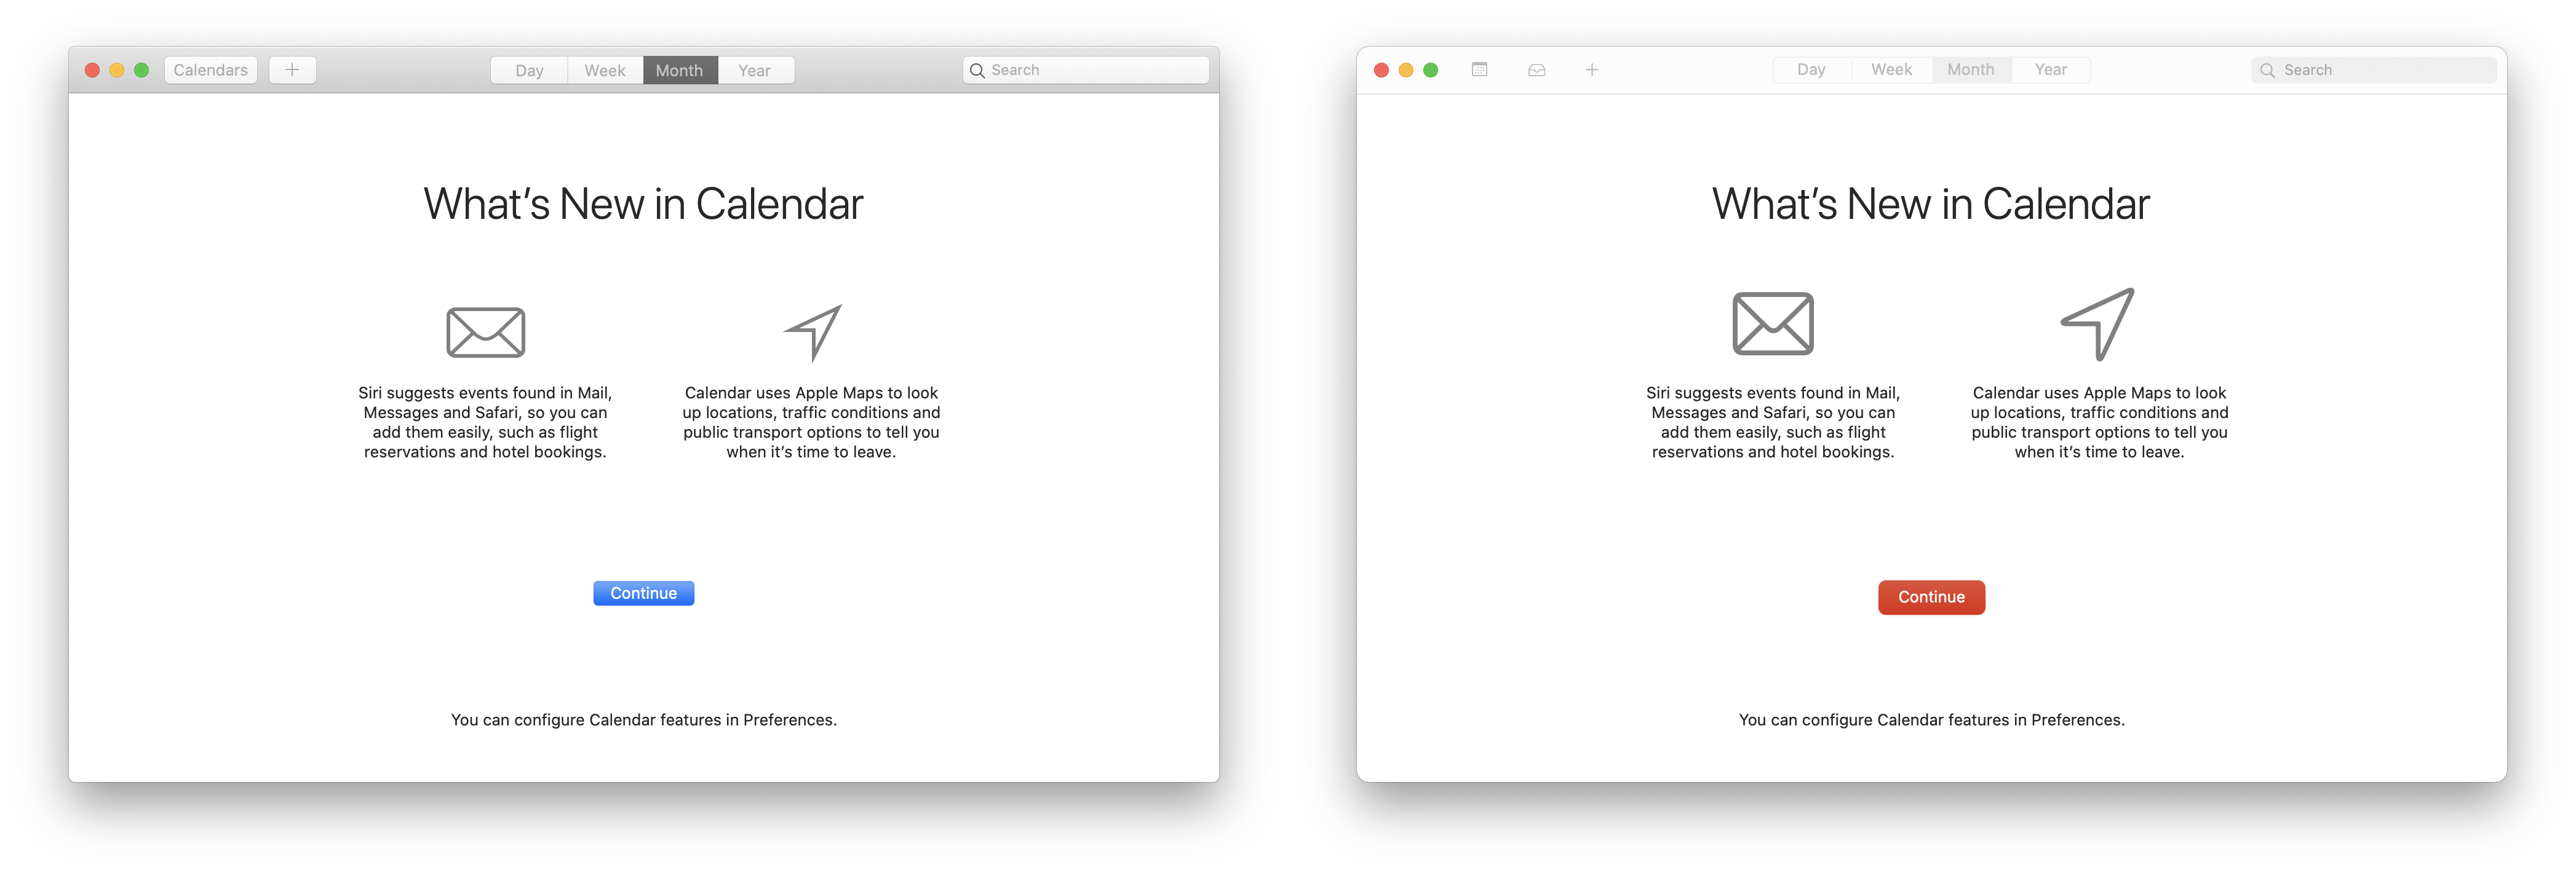 Calendars
Day Week Month Year
Search
What’s New in Calendar
Siri suggests events found in Mail,
Messages and Safari, so you can
add them easily, such as flight
reservations and hotel bookings.
Calendar uses Apple Maps to look
up locations, traffic conditions and
public transport options to tell you
when it’s time to leave.
Continue
You can configure Calendar features in Preferences.
Day Week Month Year
Search
What’s New in Calendar
Siri suggests events found in Mail,
Messages and Safari, so you can
add them easily, such as flight
reservations and hotel bookings.
Calendar uses Apple Maps to look
up locations, traffic conditions and
public transport options to tell you
when it’s time to leave.
Continue
You can configure Calendar features in Preferences.